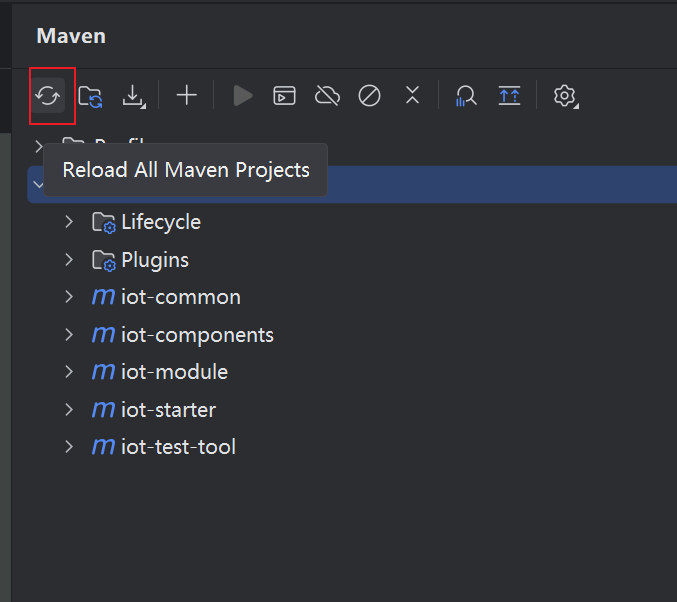 Maven
Reload All Maven Projects
Lifecycle
Plugins
m iot-common
m iot-components
m iot-module
m iot-starter
m iot-test-tool